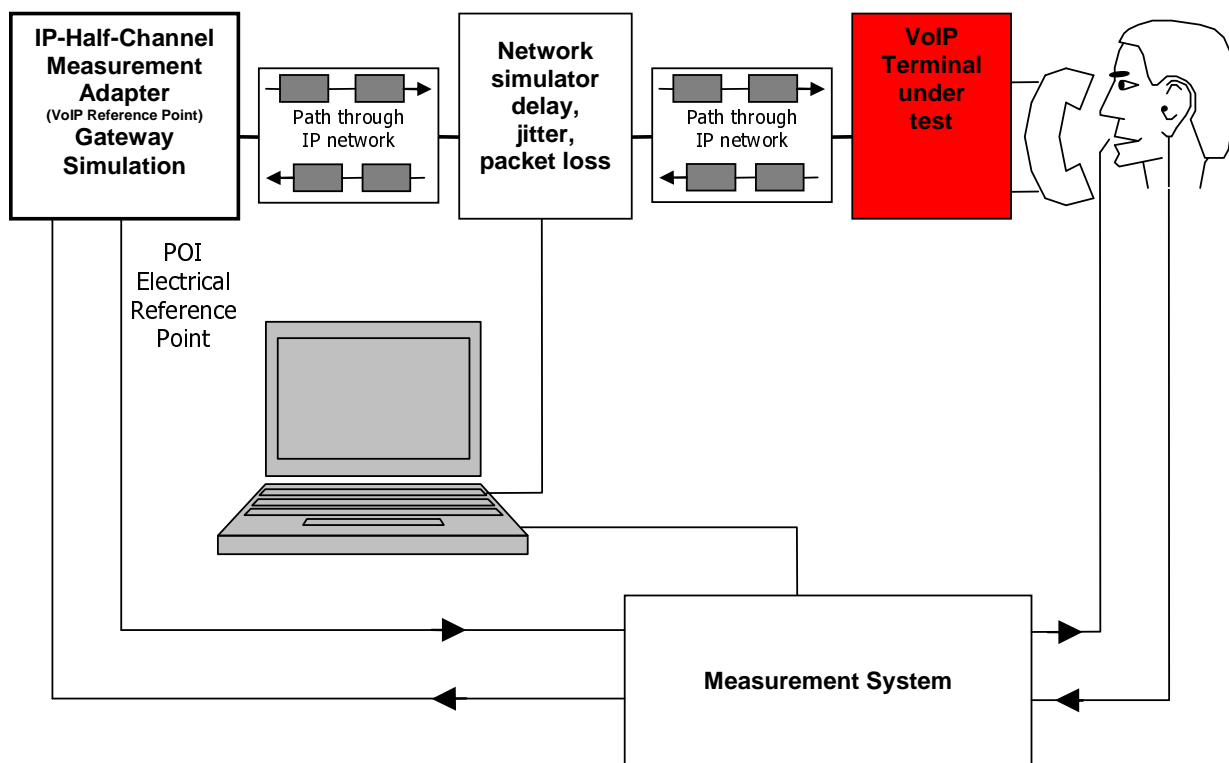 IP-Half-Channel
Measurement
Adapter
(VoIP Reference Point)
Gateway
Simulation
Path through
IP network
Network
simulator
delay,
jitter,
packet loss
Path through
IP network
VoIP
Terminal
under
test
POI
Electrical
Reference
Point
Measurement System